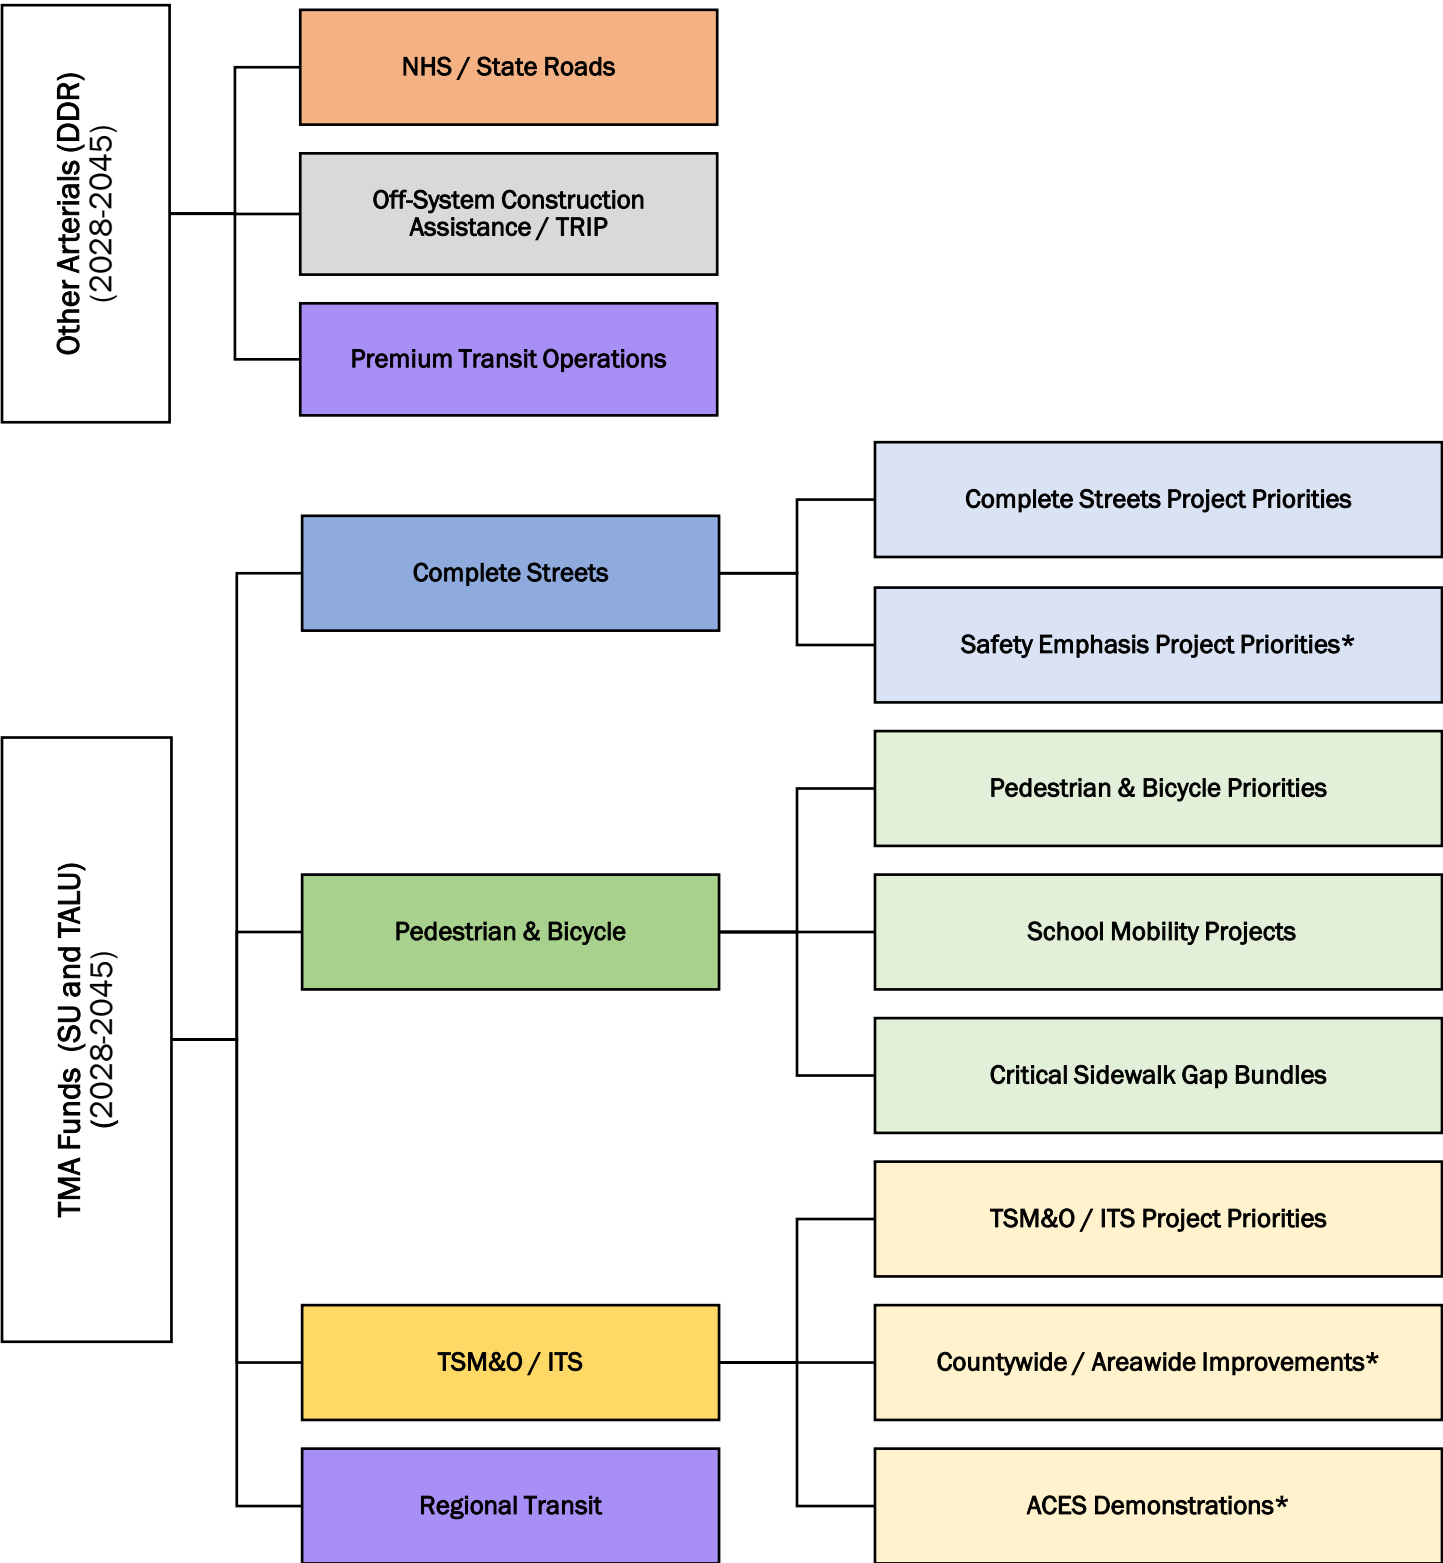 Other Arterials (DDR)
(2028-2045)
NHS / State Roads
Off-System Construction
Assistance / TRIP
Premium Transit Operations
TMA Funds  (SU and TALU)
(2028-2045)
Complete Streets
Complete Streets Project Priorities
Safety Emphasis Project Priorities*
Pedestrian & Bicycle
Pedestrian & Bicycle Priorities
School Mobility Projects
Critical Sidewalk Gap Bundles
TSM&O / ITS
TSM&O / ITS Project Priorities
Countywide / Areawide Improvements*
ACES Demonstrations*
Regional Transit